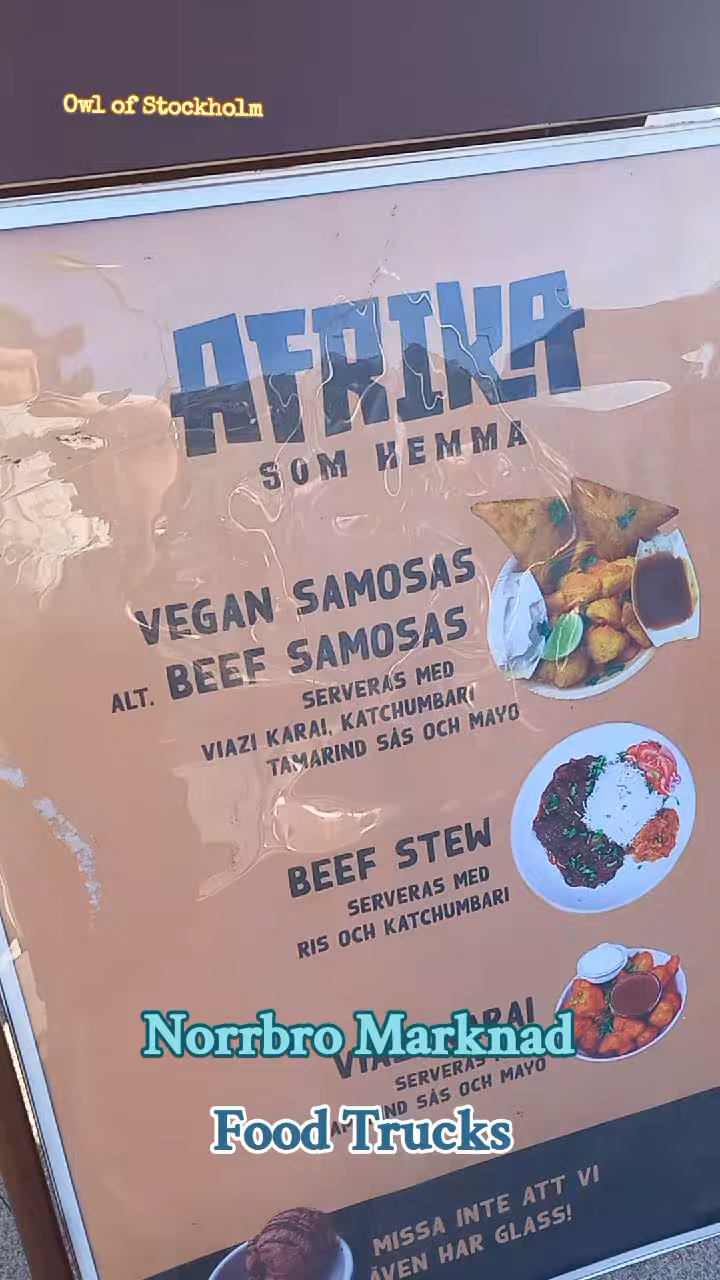 Owl of Stockholm
AFRIKA
SOM HEMMA
VEGAN SAMOSAS
ALT. BEEF SAMOSAS
SERVERAS MED
VIAZI KARAI, KATCHUMBARI
TAMARIND SÅS OCH MAYO
BEEF STEW
SERVERAS MED
RIS OCH KATCHUMBARI
Norrbro Marknad
SERVERAS
SÅS OCH MAYO
Food Trucks
MISSA INTE ATT VI
ÄVEN HAR GLASS!